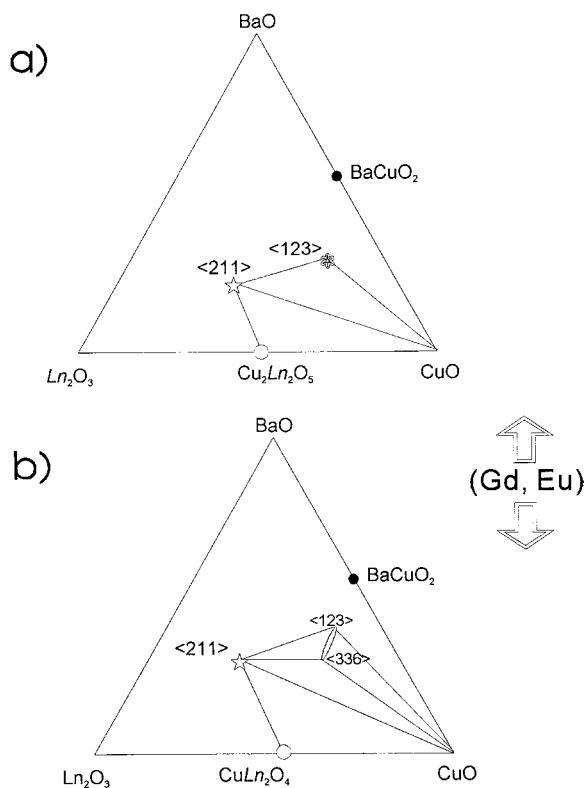 BaO
a)
BaCuO₂
<123>
<211>
Ln₂O₃
Cu₂Ln₂O₅
CuO
BaO
b)
(Gd, Eu)
BaCuO₂
<123>
<211>
<336>
Ln₂O₃
CuLn₂O₄
CuO